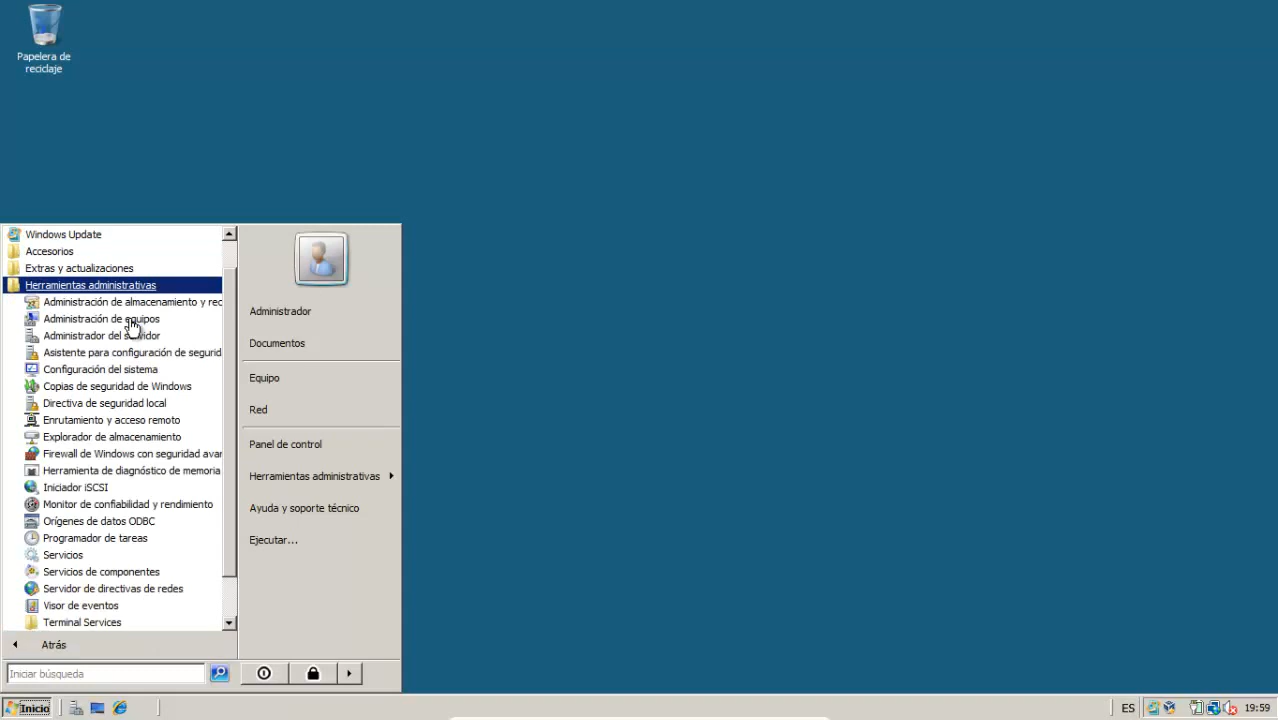 Papelera de
reciclaje
Windows Update
Accesorios
Extras y actualizaciones
Herramientas administrativas
Administración de almacenamiento y rec
Administración de equipos
Administrador del servidor
Asistente para configuración de segurid
Configuración del sistema
Copias de seguridad de Windows
Directiva de seguridad local
Enrutamiento y acceso remoto
Explorador de almacenamiento
Firewall de Windows con seguridad avan
Herramienta de diagnóstico de memoria
Iniciador iSCSI
Monitor de confiabilidad y rendimiento
Orígenes de datos ODBC
Programador de tareas
Servicios
Servicios de componentes
Servidor de directivas de redes
Visor de eventos
Terminal Services
Atrás
Iniciar búsqueda
Administrador
Documentos
Equipo
Red
Panel de control
Herramientas administrativas
Ayuda y soporte técnico
Ejecutar...
Inicio
ES
19:59